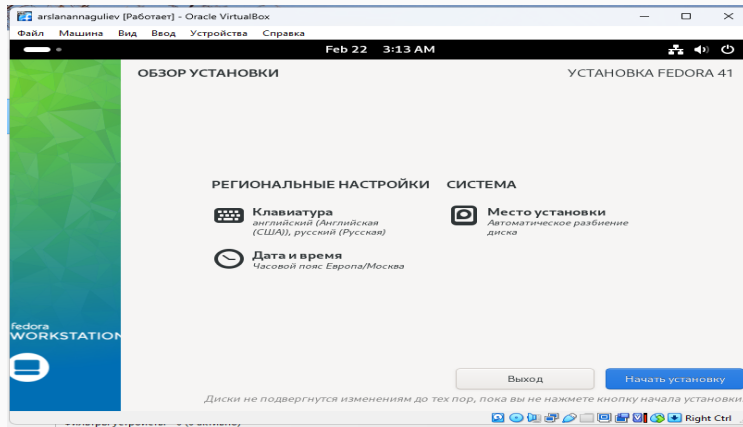 arslanannaguliev [Работает] - Oracle VirtualBox
Файл Машина Вид Ввод Устройства Справка
Feb 22 3:13 AM
ОБЗОР УСТАНОВКИ
УСТАНОВКА FEDORA 41
РЕГИОНАЛЬНЫЕ НАСТРОЙКИ
Клавиатура
английский (Английская
(США)), русский (Русская)
Дата и время
Часовой пояс Европа/Москва
СИСТЕМА
Место установки
Автоматическое разбиение
диска
fedora
WORKSTATION
Выход
Начать установку
Диски не подвергнутся изменениям до тех пор, пока вы не нажмете кнопку начала установки.
Right Ctrl